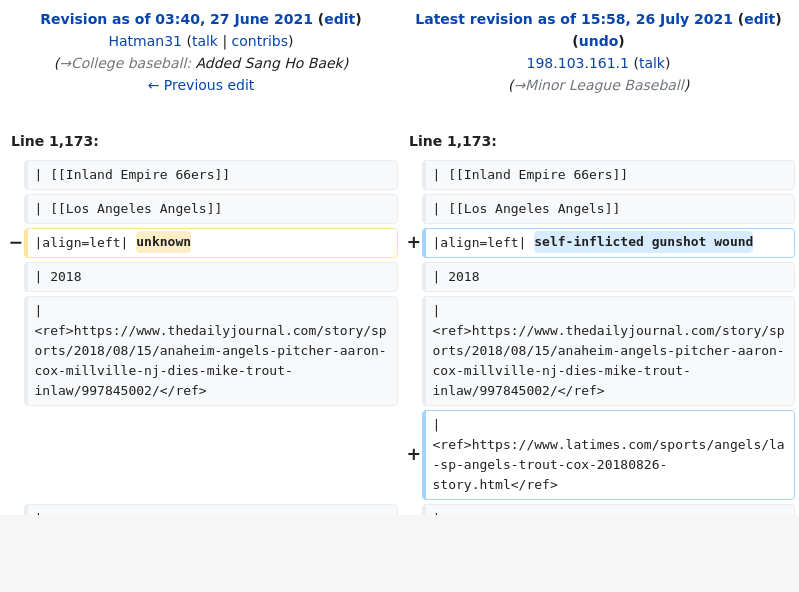 Revision as of 03:40, 27 June 2021 (edit)
Hatman31 (talk | contribs)
(→College baseball: Added Sang Ho Baek)
← Previous edit
Latest revision as of 15:58, 26 July 2021 (edit)
(undo)
198.103.161.1 (talk)
(→Minor League Baseball)
Line 1,173:
Line 1,173:
| [[Inland Empire 66ers]]
| [[Inland Empire 66ers]]
| [[Los Angeles Angels]]
| [[Los Angeles Angels]]
− |align=left| unknown
+ |align=left| self-inflicted gunshot wound
| 2018
| 2018
|
<ref>https://www.thedailyjournal.com/story/sp
orts/2018/08/15/anaheim-angels-pitcher-aaron-
cox-millville-nj-dies-mike-trout-
inlaw/997845002/</ref>
|
<ref>https://www.thedailyjournal.com/story/sp
orts/2018/08/15/anaheim-angels-pitcher-aaron-
cox-millville-nj-dies-mike-trout-
inlaw/997845002/</ref>
+ |
<ref>https://www.latimes.com/sports/angels/la
-sp-angels-trout-cox-20180826-
story.html</ref>